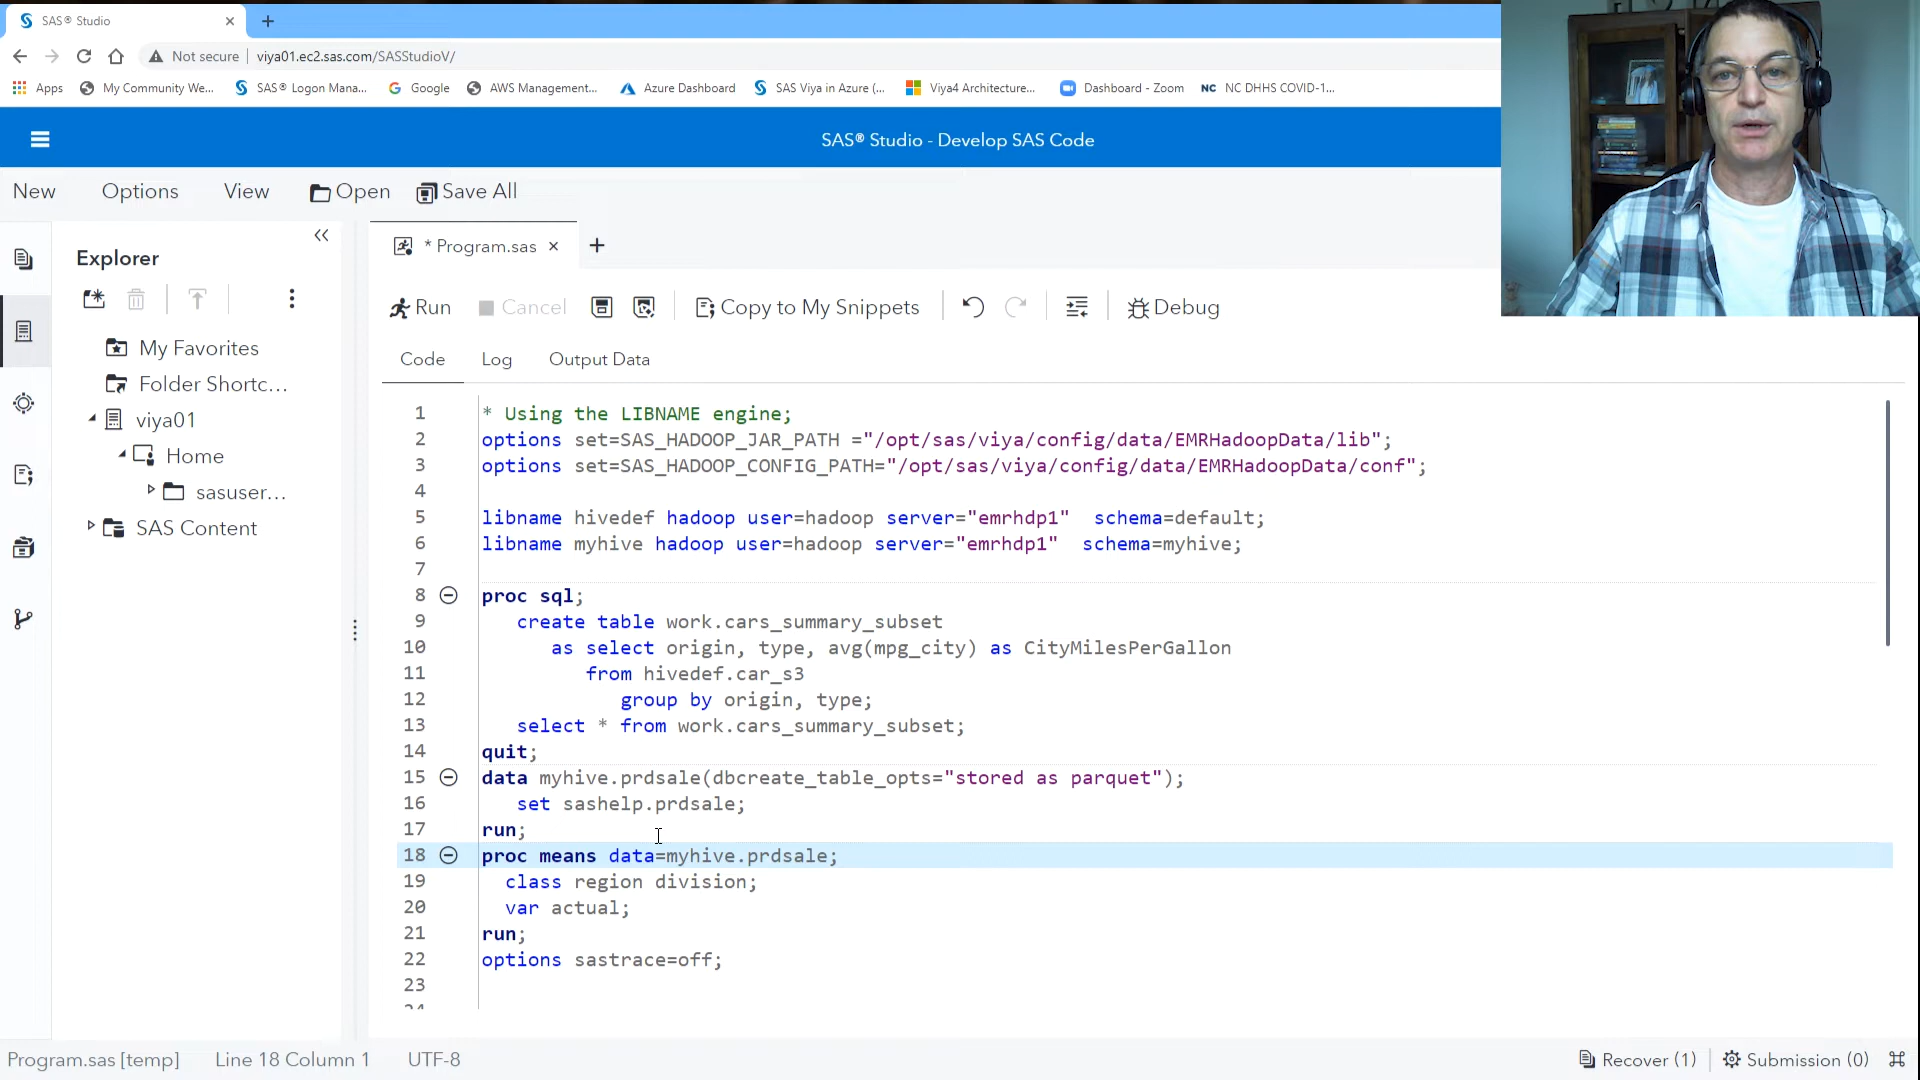 SAS® Studio
Not secure viya01.ec2.sas.com/SASStudioV/
Apps My Community We... SAS® Logon Mana... Google AWS Management... Azure Dashboard SAS Viya in Azure (... Viya4 Architecture... Dashboard - Zoom NC NC DHHS COVID-1...
SAS® Studio - Develop SAS Code
New Options View Open Save All
Explorer
My Favorites
Folder Shortc...
viya01
Home
sasuser...
SAS Content
* Program.sas
Run Cancel Copy to My Snippets Debug
Code Log Output Data
1 * Using the LIBNAME engine;
2 options set=SAS_HADOOP_JAR_PATH ="/opt/sas/viya/config/data/EMRHadoopData/lib";
3 options set=SAS_HADOOP_CONFIG_PATH="/opt/sas/viya/config/data/EMRHadoopData/conf";
4
5 libname hivedef hadoop user=hadoop server="emrhdp1"  schema=default;
6 libname myhive hadoop user=hadoop server="emrhdp1"  schema=myhive;
7
8 proc sql;
9 create table work.cars_summary_subset
10 as select origin, type, avg(mpg_city) as CityMilesPerGallon
11 from hivedef.car_s3
12 group by origin, type;
13 select * from work.cars_summary_subset;
14 quit;
15 data myhive.prdsale(dbcreate_table_opts="stored as parquet");
16 set sashelp.prdsale;
17 run;
18 proc means data=myhive.prdsale;
19 class region division;
20 var actual;
21 run;
22 options sastrace=off;
23
Program.sas [temp] Line 18 Column 1 UTF-8 Recover (1) Submission (0)